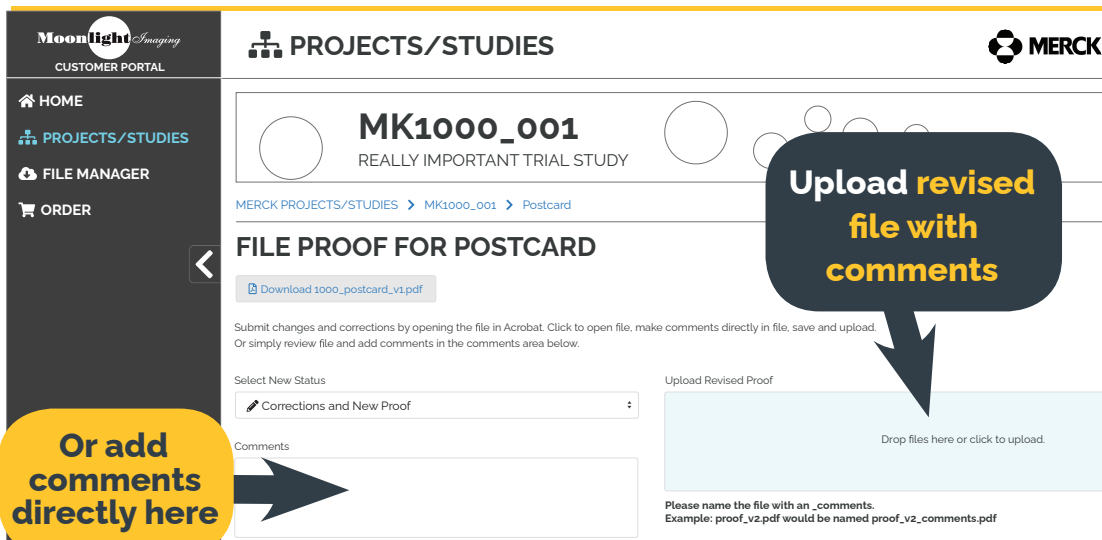 Moonlight Imaging
CUSTOMER PORTAL
PROJECTS/STUDIES
MERCK
HOME
PROJECTS/STUDIES
FILE MANAGER
ORDER
MK1000_001
REALLY IMPORTANT TRIAL STUDY
MERCK PROJECTS/STUDIES > MK1000_001 > Postcard
FILE PROOF FOR POSTCARD
Download 1000_postcard_v1.pdf
Submit changes and corrections by opening the file in Acrobat. Click to open file, make comments directly in file, save and upload.
Or simply review file and add comments in the comments area below.
Upload revised
file with
comments
Select New Status
Corrections and New Proof
Comments
Or add
comments
directly here
Upload Revised Proof
Drop files here or click to upload.
Please name the file with an _comments.
Example: proof_v2.pdf would be named proof_v2_comments.pdf